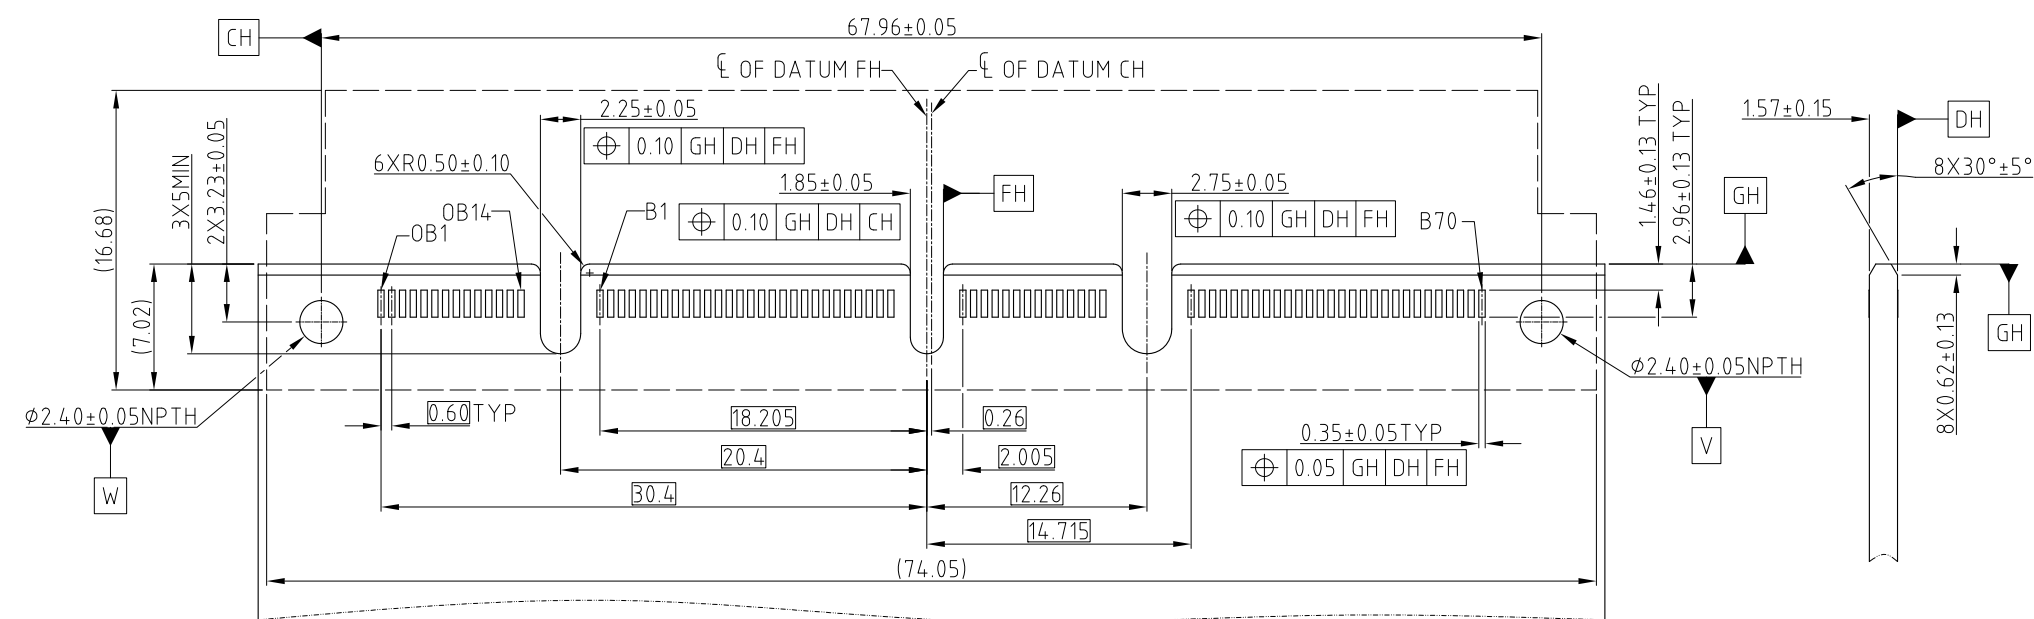 CH
67.96±0.05
℄ OF DATUM FH
℄ OF DATUM CH
2.25±0.05
⌖ 0.10 GH DH FH
6XR0.50±0.10
1.85±0.05
⌖ 0.10 GH DH CH
FH
2.75±0.05
⌖ 0.10 GH DH FH
1.46±0.13 TYP
2.96±0.13 TYP
1.57±0.15
DH
8X30°±5°
GH
GH
8X0.62±0.13
(16.68)
3X5MIN
2X3.23±0.05
(7.02)
OB1
OB14
B1
B70
⌀2.40±0.05NPTH
W
⌀2.40±0.05NPTH
V
0.60TYP
18.205
0.26
20.4
2.005
30.4
12.26
14.715
0.35±0.05TYP
⌖ 0.05 GH DH FH
(74.05)